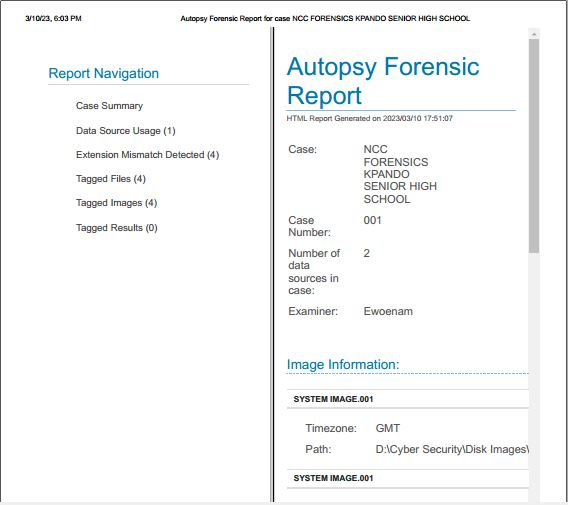 3/10/23, 6:03 PM
Autopsy Forensic Report for case NCC FORENSICS KPANDO SENIOR HIGH SCHOOL
Report Navigation
Case Summary
Data Source Usage (1)
Extension Mismatch Detected (4)
Tagged Files (4)
Tagged Images (4)
Tagged Results (0)
Autopsy Forensic
Report
HTML Report Generated on 2023/03/10 17:51:07
Case: NCC
FORENSICS
KPANDO
SENIOR HIGH
SCHOOL
Case 001
Number:
Number of 2
data
sources in
case:
Examiner: Ewoenam
Image Information:
SYSTEM IMAGE.001
Timezone: GMT
Path: D:\Cyber Security\Disk Images\
SYSTEM IMAGE.001